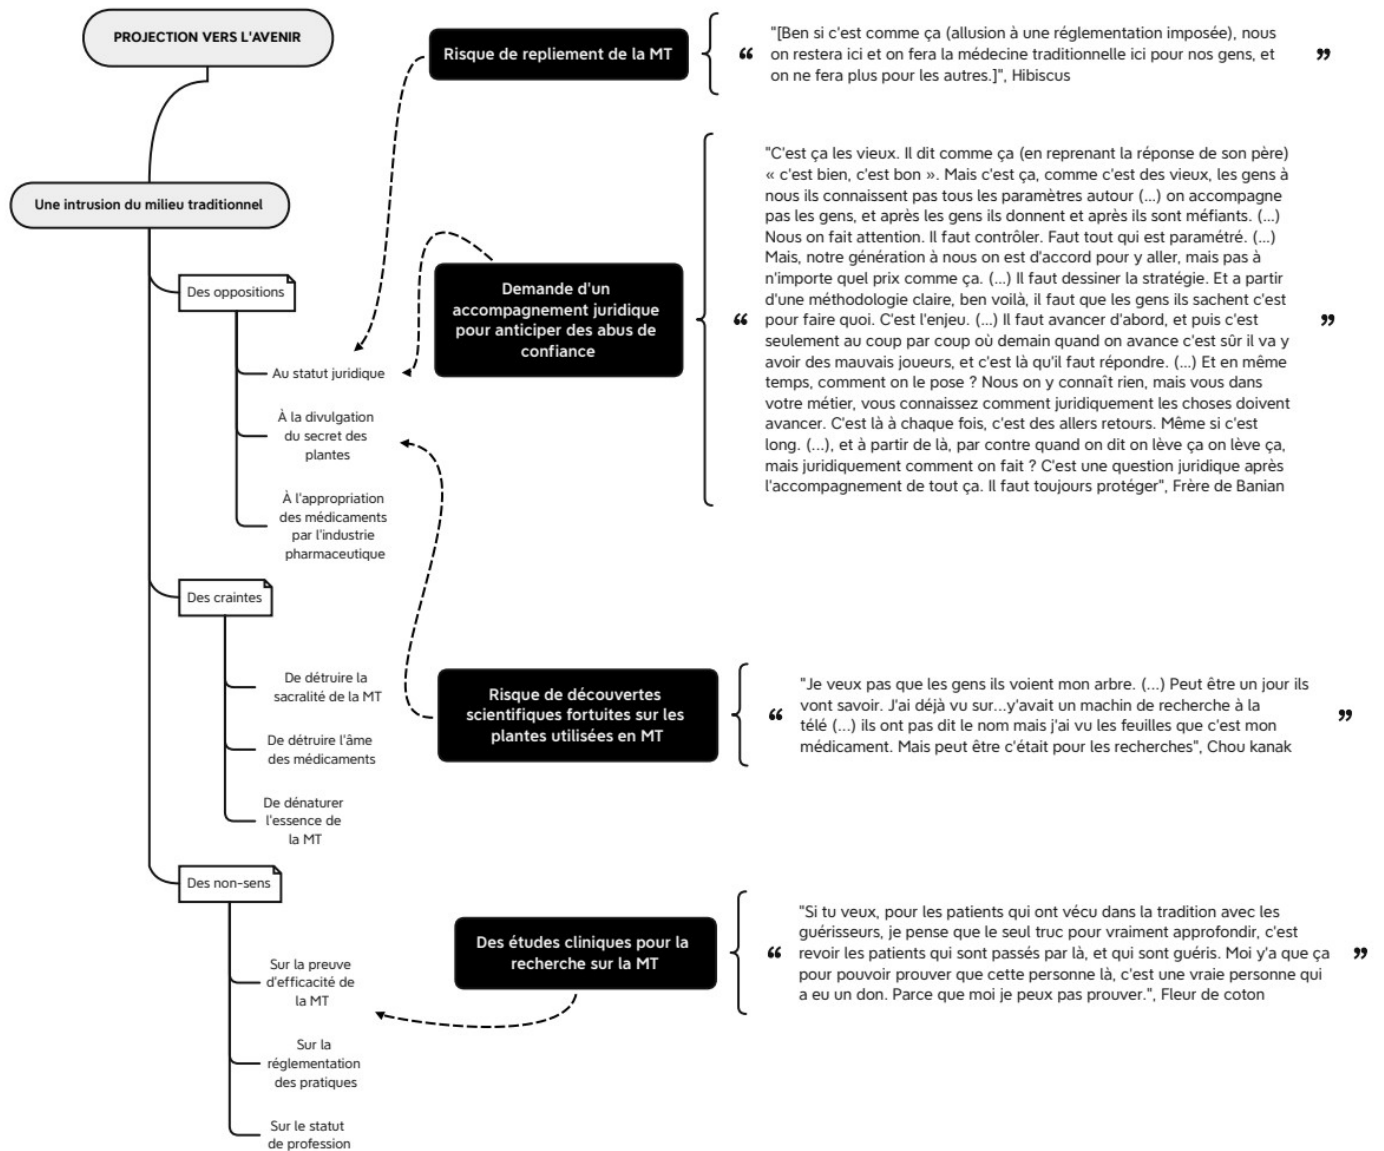 PROJECTION VERS L'AVENIR
Une intrusion du milieu traditionnel
Des oppositions
Au statut juridique
À la divulgation
du secret des
plantes
À l'appropriation
des médicaments
par l'industrie
pharmaceutique
Des craintes
De détruire la
sacralité de la MT
De détruire l'âme
des médicaments
De dénaturer
l'essence de
la MT
Des non-sens
Sur la preuve
d'efficacité de
la MT
Sur la
réglementation
des pratiques
Sur le statut
de profession
Risque de repliement de la MT
"[Ben si c'est comme ça (allusion à une réglementation imposée), nous
“ on restera ici et on fera la médecine traditionnelle ici pour nos gens, et ”
on ne fera plus pour les autres.]", Hibiscus
Demande d'un
accompagnement juridique
pour anticiper des abus de
confiance
"C'est ça les vieux. Il dit comme ça (en reprenant la réponse de son père)
« c'est bien, c'est bon ». Mais c'est ça, comme c'est des vieux, les gens à
nous ils connaissent pas tous les paramètres autour (...) on accompagne
pas les gens, et après les gens ils donnent et après ils sont méfiants. (...)
Nous on fait attention. Il faut contrôler. Faut tout qui est paramétré. (...)
Mais, notre génération à nous on est d'accord pour y aller, mais pas à
n'importe quel prix comme ça. (...) Il faut dessiner la stratégie. Et a partir
d'une méthodologie claire, ben voilà, il faut que les gens ils sachent c'est
“ pour faire quoi. C'est l'enjeu. (...) Il faut avancer d'abord, et puis c'est ”
seulement au coup par coup où demain quand on avance c'est sûr il va y
avoir des mauvais joueurs, et c'est là qu'il faut répondre. (...) Et en même
temps, comment on le pose ? Nous on y connaît rien, mais vous dans
votre métier, vous connaissez comment juridiquement les choses doivent
avancer. C'est là à chaque fois, c'est des allers retours. Même si c'est
long. (...), et à partir de là, par contre quand on dit on lève ça on lève ça,
mais juridiquement comment on fait ? C'est une question juridique après
l'accompagnement de tout ça. Il faut toujours protéger", Frère de Banian
Risque de découvertes
scientifiques fortuites sur les
plantes utilisées en MT
"Je veux pas que les gens ils voient mon arbre. (...) Peut être un jour ils
“ vont savoir. J'ai déjà vu sur...y'avait un machin de recherche à la ”
télé (...) ils ont pas dit le nom mais j'ai vu les feuilles que c'est mon
médicament. Mais peut être c'était pour les recherches", Chou kanak
Des études cliniques pour la
recherche sur la MT
"Si tu veux, pour les patients qui ont vécu dans la tradition avec les
guérisseurs, je pense que le seul truc pour vraiment approfondir, c'est
“ revoir les patients qui sont passés par là, et qui sont guéris. Moi y'a que ça ”
pour pouvoir prouver que cette personne là, c'est une vraie personne qui
a eu un don. Parce que moi je peux pas prouver.", Fleur de coton